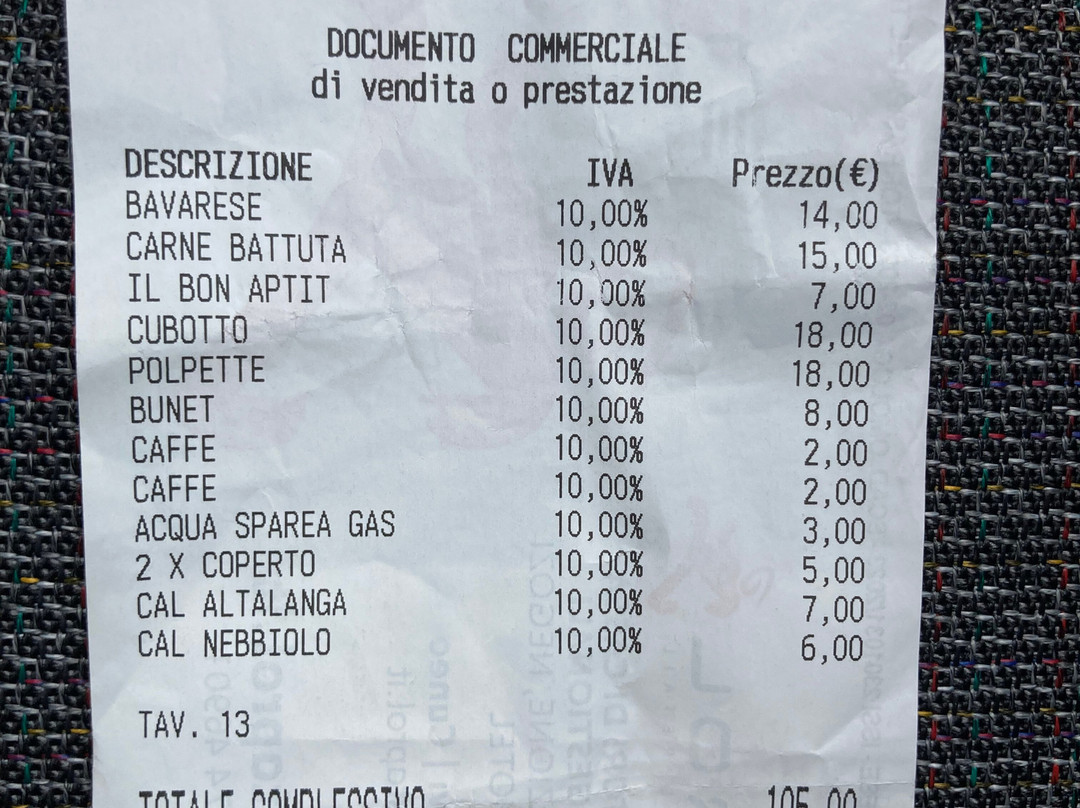 DOCUMENTO COMMERCIALE
di vendita o prestazione
DESCRIZIONE IVA Prezzo(€)
BAVARESE 10,00% 14,00
CARNE BATTUTA 10,00% 15,00
IL BON APTIT 10,00% 7,00
CUBOTTO 10,00% 18,00
POLPETTE 10,00% 18,00
BUNET 10,00% 8,00
CAFFE 10,00% 2,00
CAFFE 10,00% 2,00
ACQUA SPAREA GAS 10,00% 3,00
2 X COPERTO 10,00% 5,00
CAL ALTALANGA 10,00% 7,00
CAL NEBBIOLO 10,00% 6,00
TAV. 13
TOTALE COMPLESSIVO 105,00